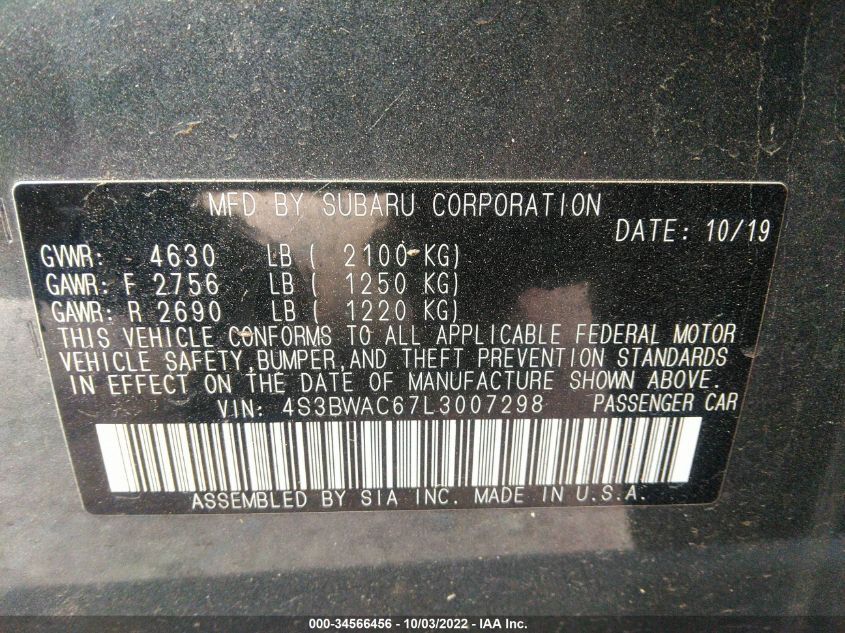 MFD BY SUBARU CORPORATION
DATE: 10/19
GVWR: 4630 LB ( 2100 KG)
GAWR: F 2756 LB ( 1250 KG)
GAWR: R 2690 LB ( 1220 KG)
THIS VEHICLE CONFORMS TO ALL APPLICABLE FEDERAL MOTOR
VEHICLE SAFETY,BUMPER,AND THEFT PREVENTION STANDARDS
IN EFFECT ON THE DATE OF MANUFACTURE SHOWN ABOVE.
VIN: 4S3BWAC67L3007298 PASSENGER CAR
ASSEMBLED BY SIA INC. MADE IN U.S.A.
000-34566456 - 10/03/2022 - IAA Inc.